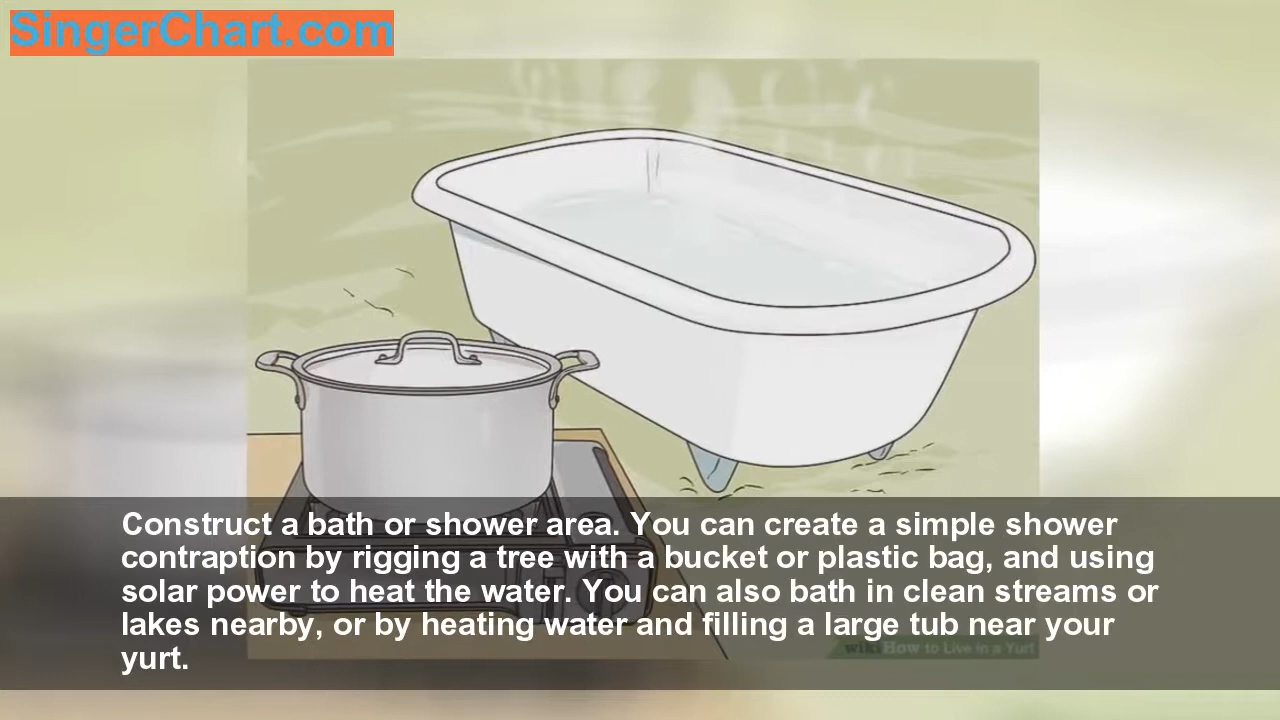 SingerChart.com
Construct a bath or shower area. You can create a simple shower
contraption by rigging a tree with a bucket or plastic bag, and using
solar power to heat the water. You can also bath in clean streams or
lakes nearby, or by heating water and filling a large tub near your
yurt.
wikiHow to Live in a Yurt